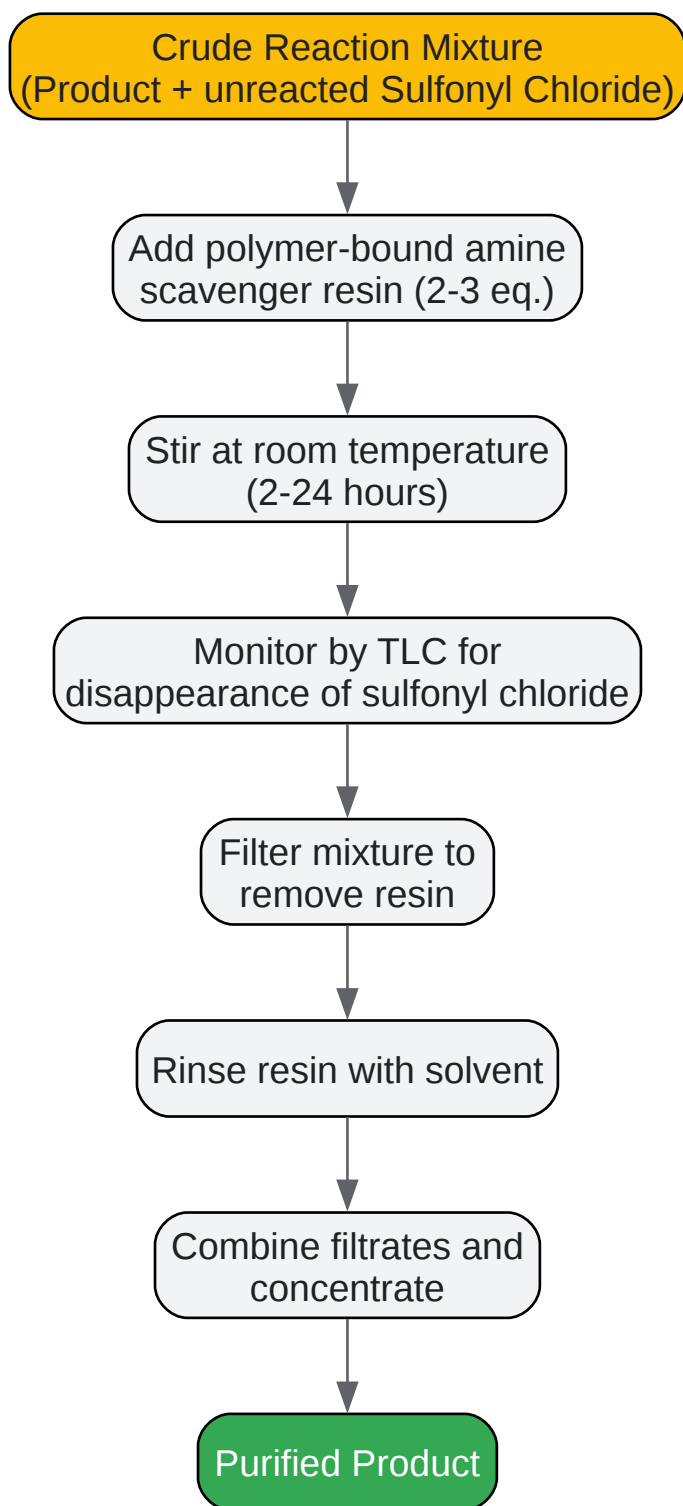 Crude Reaction Mixture
(Product + unreacted Sulfonyl Chloride)
Add polymer-bound amine
scavenger resin (2-3 eq.)
Stir at room temperature
(2-24 hours)
Monitor by TLC for
disappearance of sulfonyl chloride
Filter mixture to
remove resin
Rinse resin with solvent
Combine filtrates and
concentrate
Purified Product